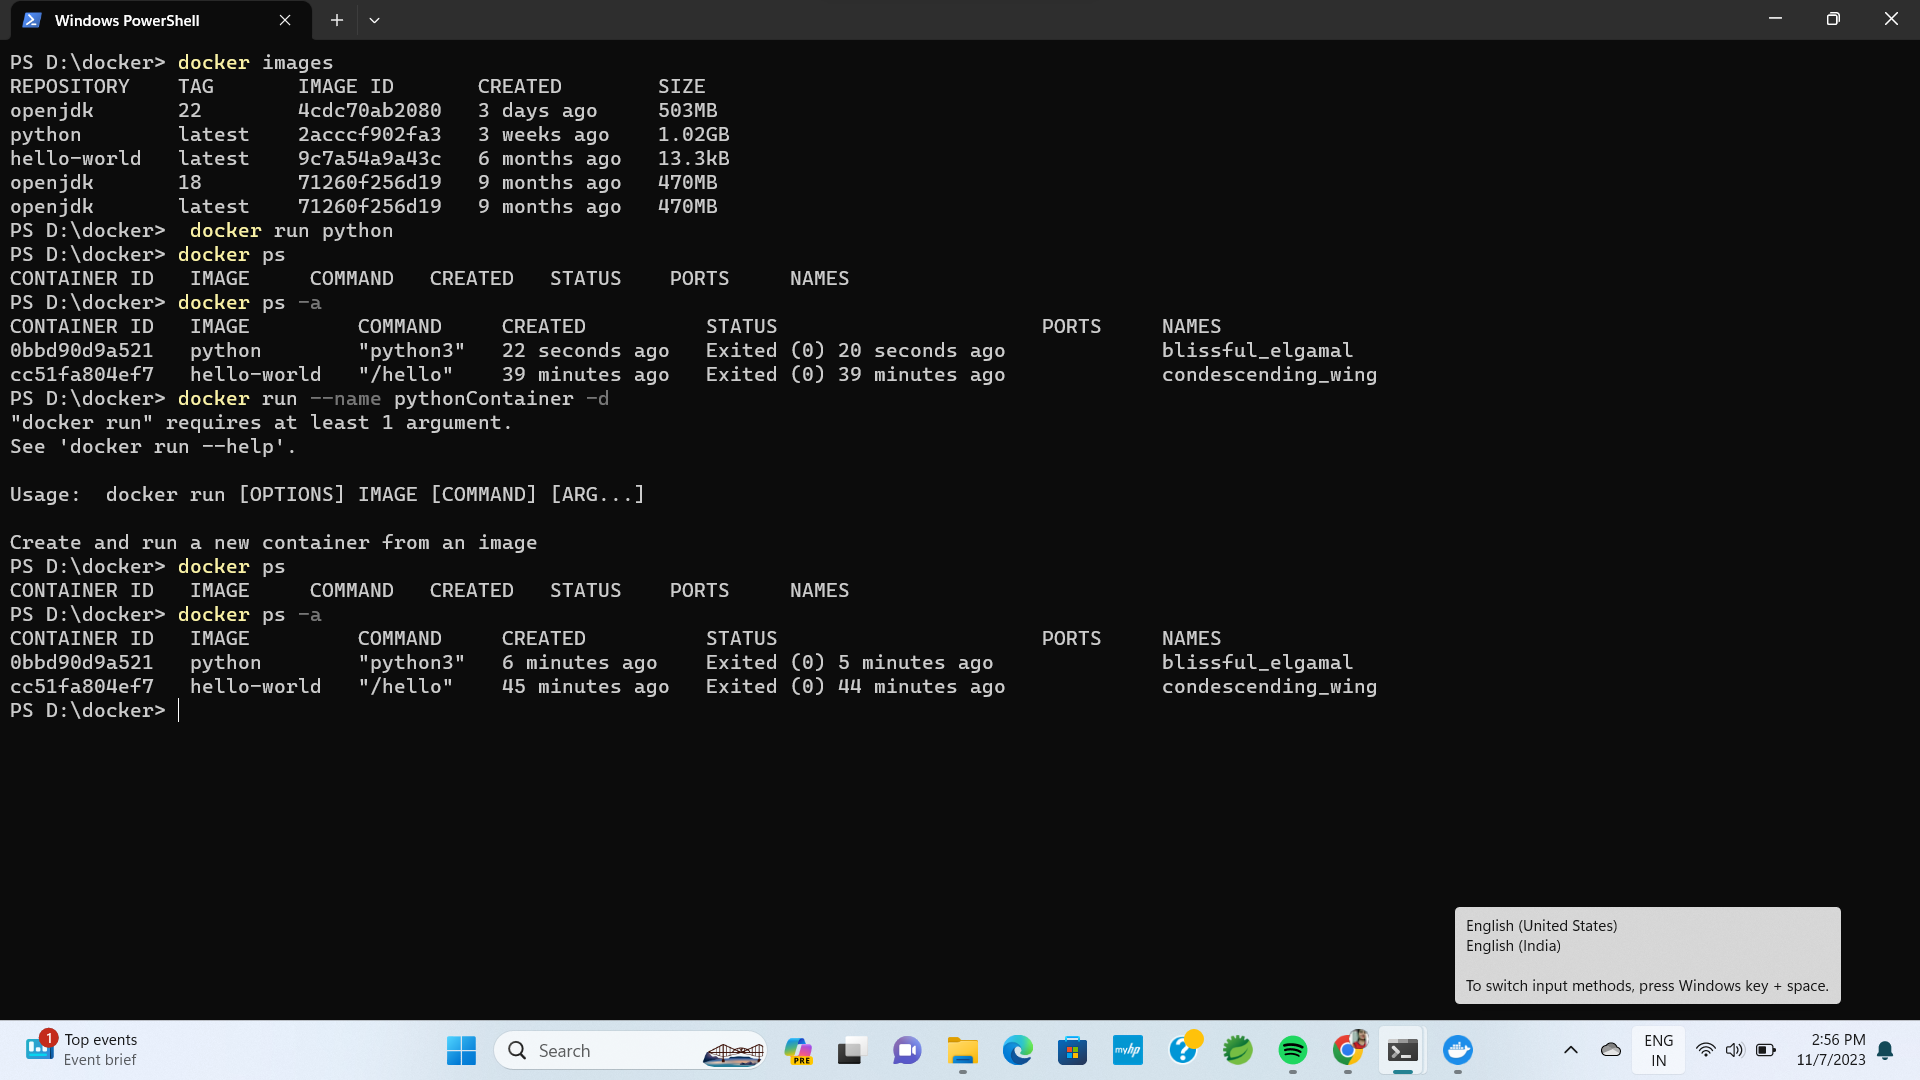 Windows PowerShell
PS D:\docker> docker images
REPOSITORY    TAG       IMAGE ID       CREATED        SIZE
openjdk       22        4cdc70ab2080   3 days ago     503MB
python        latest    2acccf902fa3   3 weeks ago    1.02GB
hello-world   latest    9c7a54a9a43c   6 months ago   13.3kB
openjdk       18        71260f256d19   9 months ago   470MB
openjdk       latest    71260f256d19   9 months ago   470MB
PS D:\docker>  docker run python
PS D:\docker> docker ps
CONTAINER ID   IMAGE     COMMAND   CREATED   STATUS    PORTS     NAMES
PS D:\docker> docker ps -a
CONTAINER ID   IMAGE         COMMAND     CREATED          STATUS                      PORTS     NAMES
0bbd90d9a521   python        "python3"   22 seconds ago   Exited (0) 20 seconds ago             blissful_elgamal
cc51fa804ef7   hello-world   "/hello"    39 minutes ago   Exited (0) 39 minutes ago             condescending_wing
PS D:\docker> docker run --name pythonContainer -d
"docker run" requires at least 1 argument.
See 'docker run --help'.
Usage:  docker run [OPTIONS] IMAGE [COMMAND] [ARG...]
Create and run a new container from an image
PS D:\docker> docker ps
CONTAINER ID   IMAGE     COMMAND   CREATED   STATUS    PORTS     NAMES
PS D:\docker> docker ps -a
CONTAINER ID   IMAGE         COMMAND     CREATED          STATUS                      PORTS     NAMES
0bbd90d9a521   python        "python3"   6 minutes ago    Exited (0) 5 minutes ago              blissful_elgamal
cc51fa804ef7   hello-world   "/hello"    45 minutes ago   Exited (0) 44 minutes ago             condescending_wing
PS D:\docker>
English (United States)
English (India)
To switch input methods, press Windows key + space.
1
Top events
Event brief
Search
PRE
myhp
ENG
IN
2:56 PM
11/7/2023